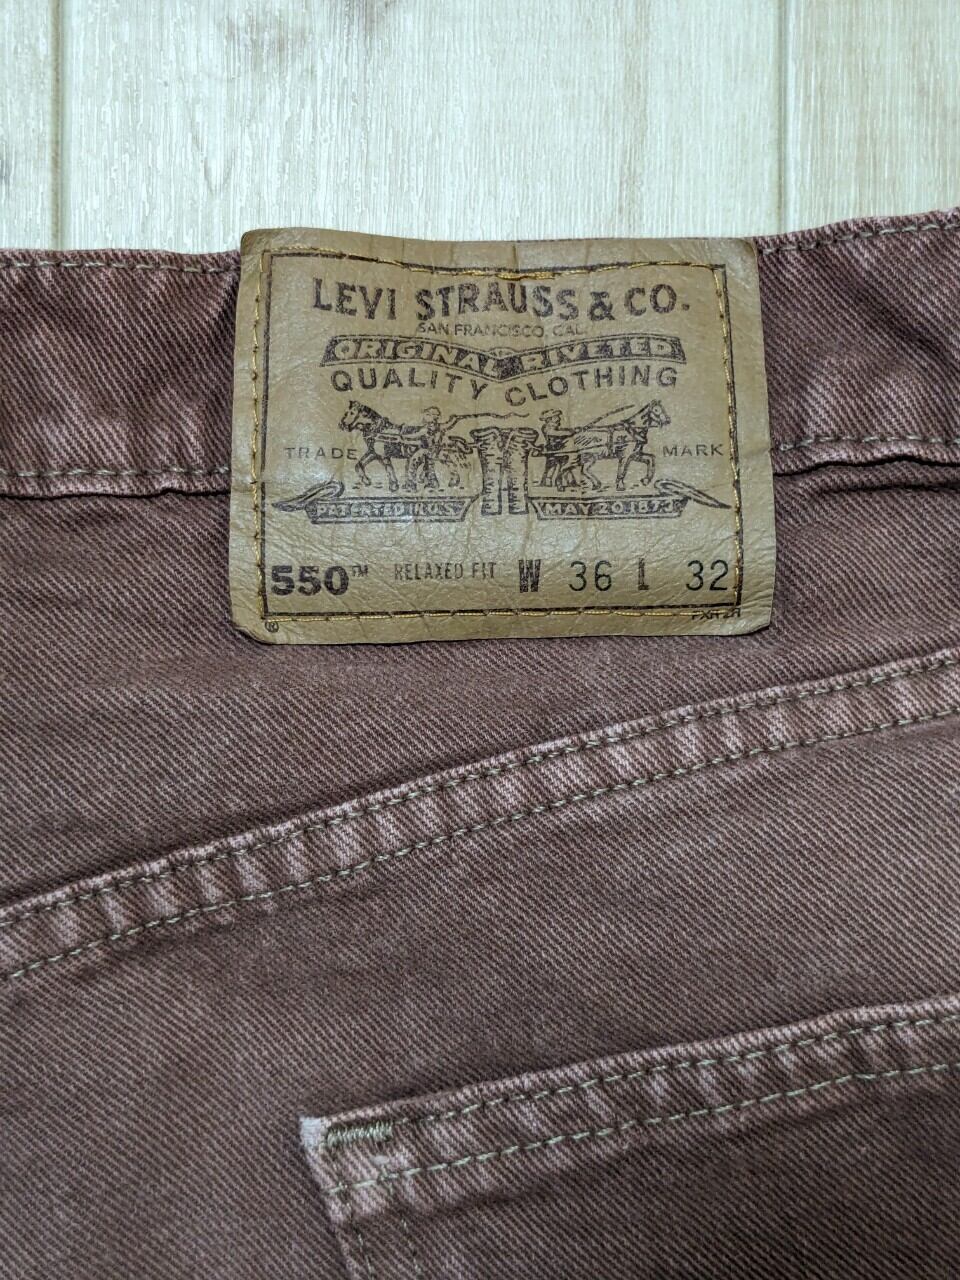 LEVI STRAUSS & CO.
SAN FRANCISCO, CAL.
ORIGINAL RIVETED
QUALITY CLOTHING
TRADE MARK
PATENTED IN U.S. MAY 20 1873
550™ RELAXED FIT W 36 L 32
®